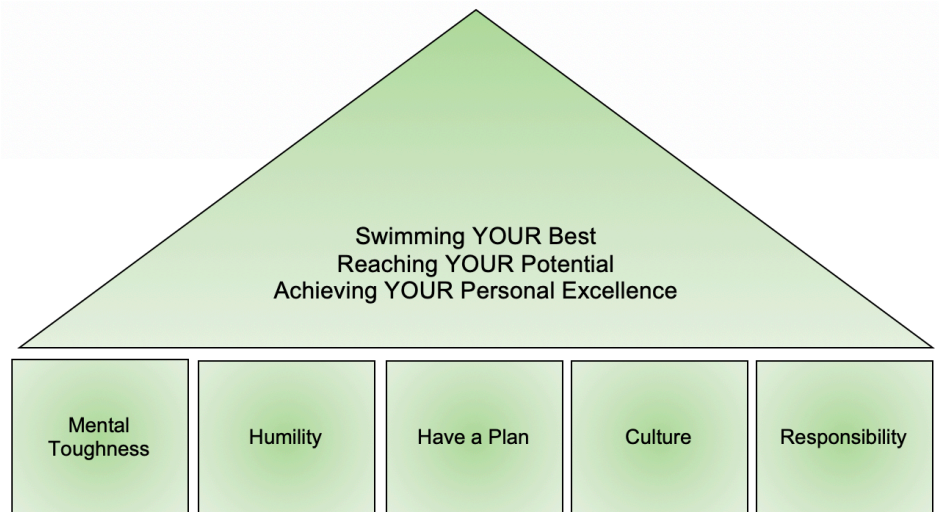 Swimming YOUR Best
Reaching YOUR Potential
Achieving YOUR Personal Excellence
Mental
Toughness
Humility
Have a Plan
Culture
Responsibility